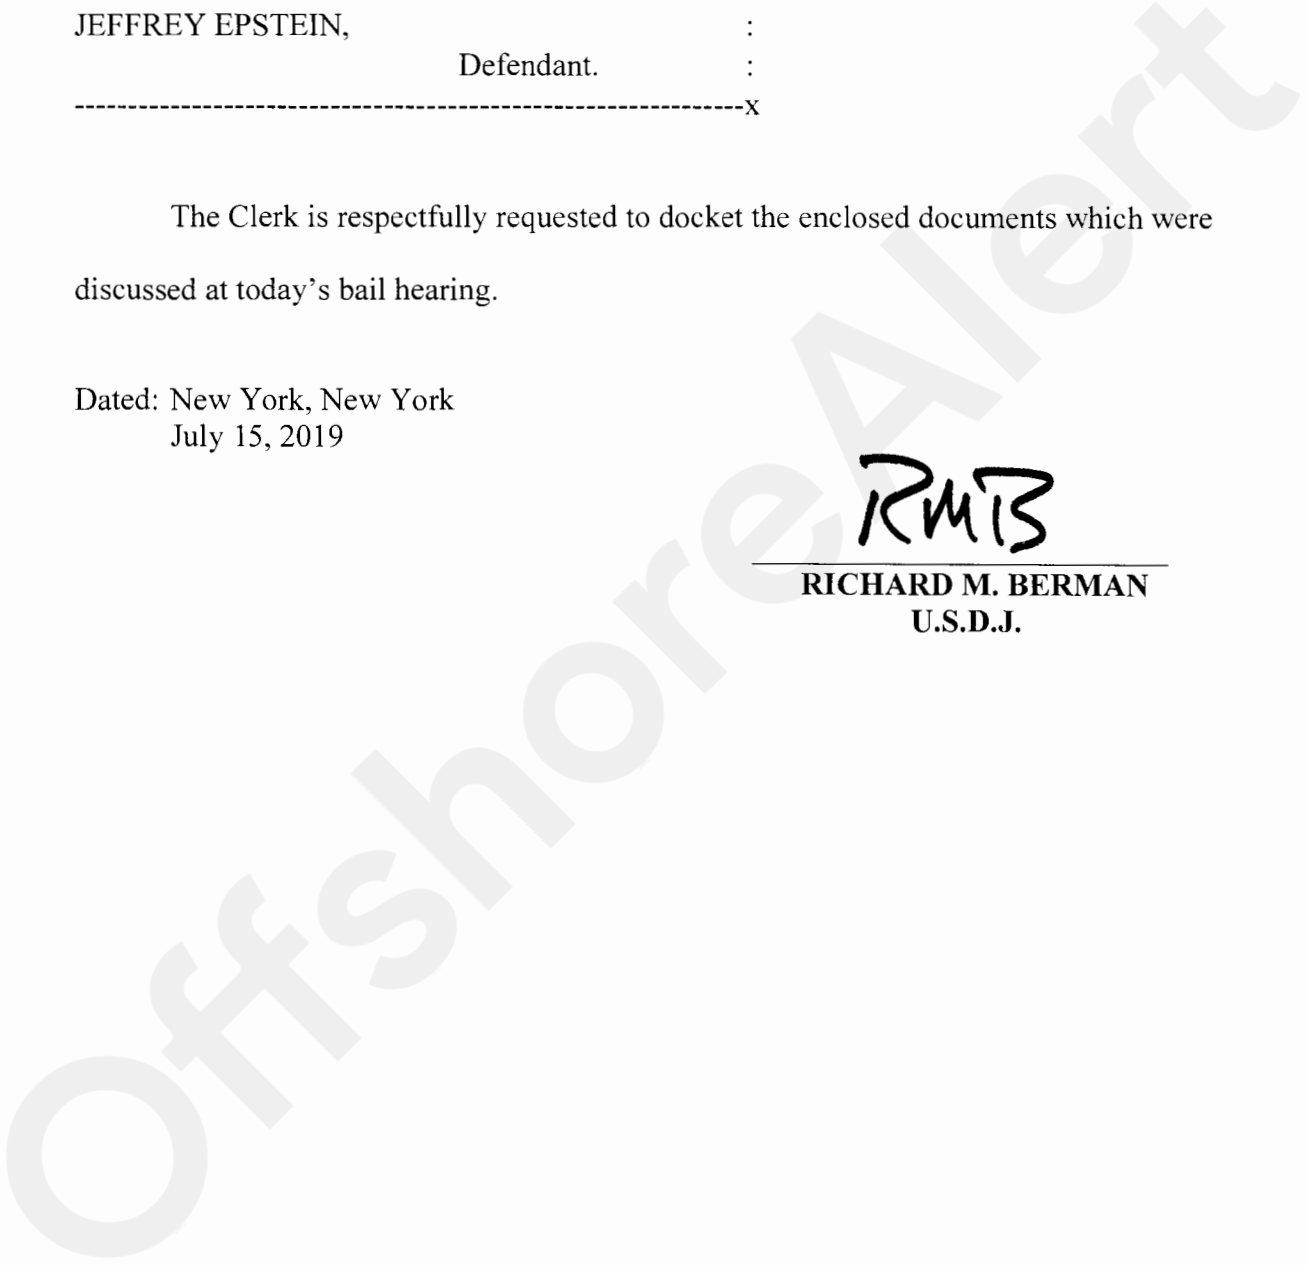 JEFFREY EPSTEIN, :
Defendant. :
----------------------------------------------------------------x
The Clerk is respectfully requested to docket the enclosed documents which were
discussed at today's bail hearing.
Dated: New York, New York
July 15, 2019
RMB
RICHARD M. BERMAN
U.S.D.J.
OffshoreAlert